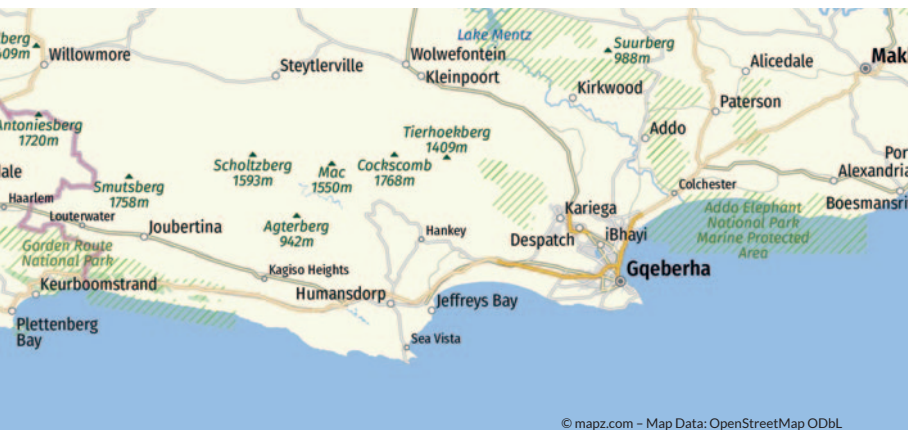 Lake Mentz
berg
609m
Willowmore
Wolwefontein
Suurberg
988m
Alicedale
Mak
Steytlerville
Kleinpoort
Kirkwood
Paterson
Antoniesberg
1720m
Addo
Tierhoekberg
1409m
Por
Scholtzberg
1593m
Mac
1550m
Cockscomb
1768m
dale
Alexandria
Smutsberg
1758m
Colchester
Haarlem
Boesmansri
Louterwater
Kariega
Addo Elephant
National Park
Marine Protected
Area
Joubertina
Agterberg
942m
Hankey
Despatch
iBhayi
Garden Route
National Park
Kagiso Heights
Gqeberha
Keurboomstrand
Humansdorp
Jeffreys Bay
Plettenberg
Bay
Sea Vista
© mapz.com – Map Data: OpenStreetMap ODbL